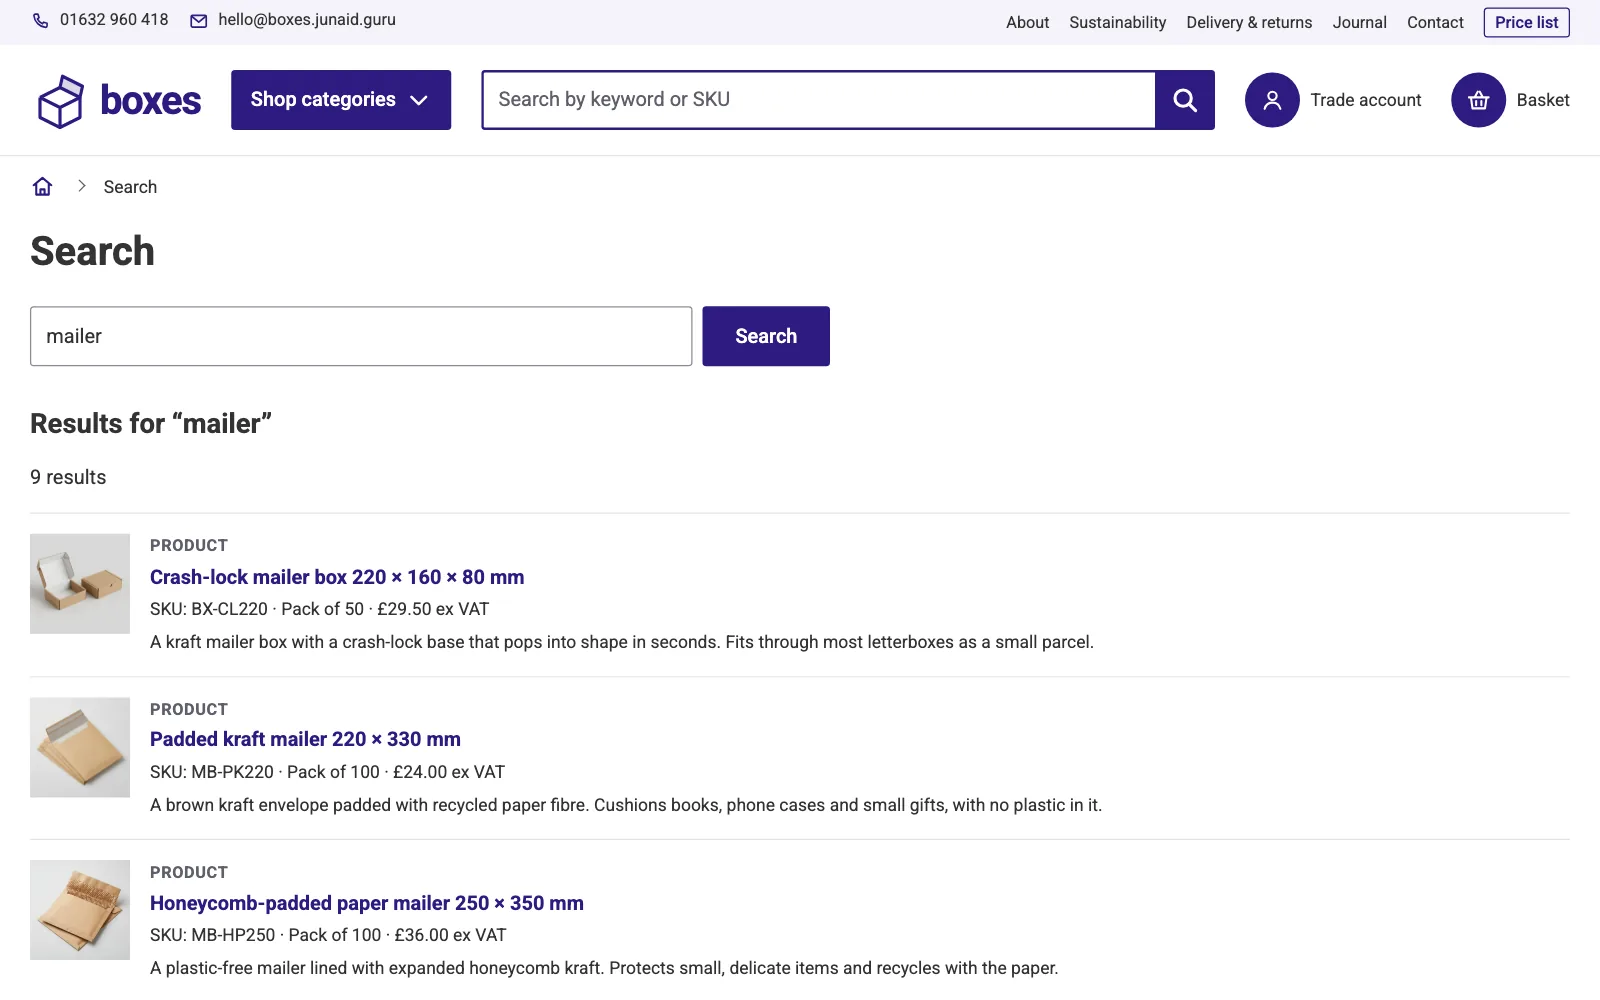 01632 960 418
hello@boxes.junaid.guru
About
Sustainability
Delivery & returns
Journal
Contact
Price list
boxes
Shop categories
Search by keyword or SKU
Trade account
Basket
Search
Search
mailer
Search
Results for “mailer”
9 results
PRODUCT
Crash-lock mailer box 220 × 160 × 80 mm
SKU: BX-CL220 · Pack of 50 · £29.50 ex VAT
A kraft mailer box with a crash-lock base that pops into shape in seconds. Fits through most letterboxes as a small parcel.
PRODUCT
Padded kraft mailer 220 × 330 mm
SKU: MB-PK220 · Pack of 100 · £24.00 ex VAT
A brown kraft envelope padded with recycled paper fibre. Cushions books, phone cases and small gifts, with no plastic in it.
PRODUCT
Honeycomb-padded paper mailer 250 × 350 mm
SKU: MB-HP250 · Pack of 100 · £36.00 ex VAT
A plastic-free mailer lined with expanded honeycomb kraft. Protects small, delicate items and recycles with the paper.